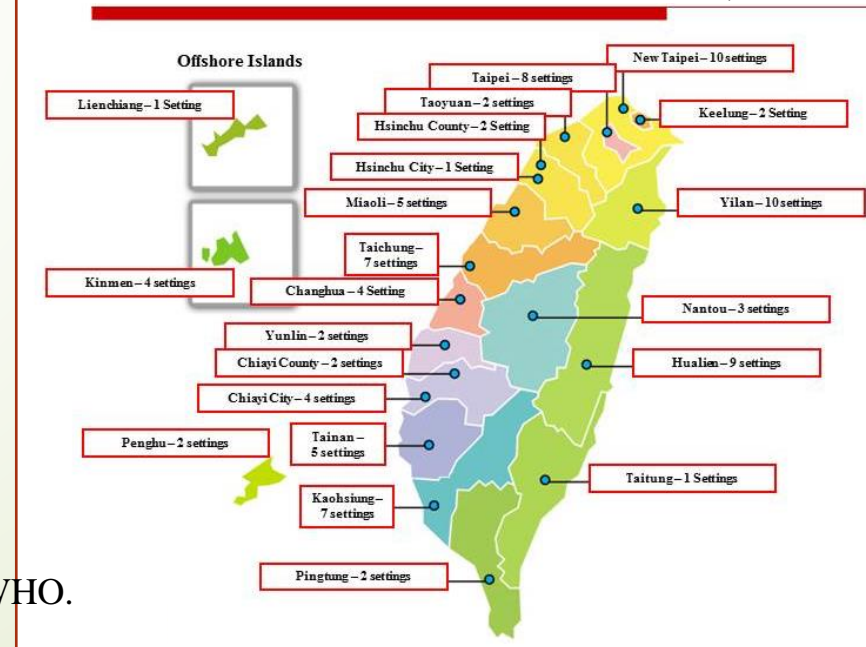 Offshore Islands
New Taipei – 10 settings
Taipei – 8 settings
Taoyuan – 2 settings
Hsinchu County – 2 Setting
Hsinchu City – 1 Setting
Miaoli – 5 settings
Taichung –
7 settings
Changhua – 4 Setting
Yunlin – 2 settings
Chiayi County – 2 settings
Chiayi City – 4 settings
Tainan –
5 settings
Kaohsiung –
7 settings
Pingtung – 2 settings
Lienchiang – 1 Setting
Kinmen – 4 settings
Penghu – 2 settings
Keelung – 2 Setting
Yilan – 10 settings
Nantou – 3 settings
Hualien – 9 settings
Taitung – 1 Settings
HO.